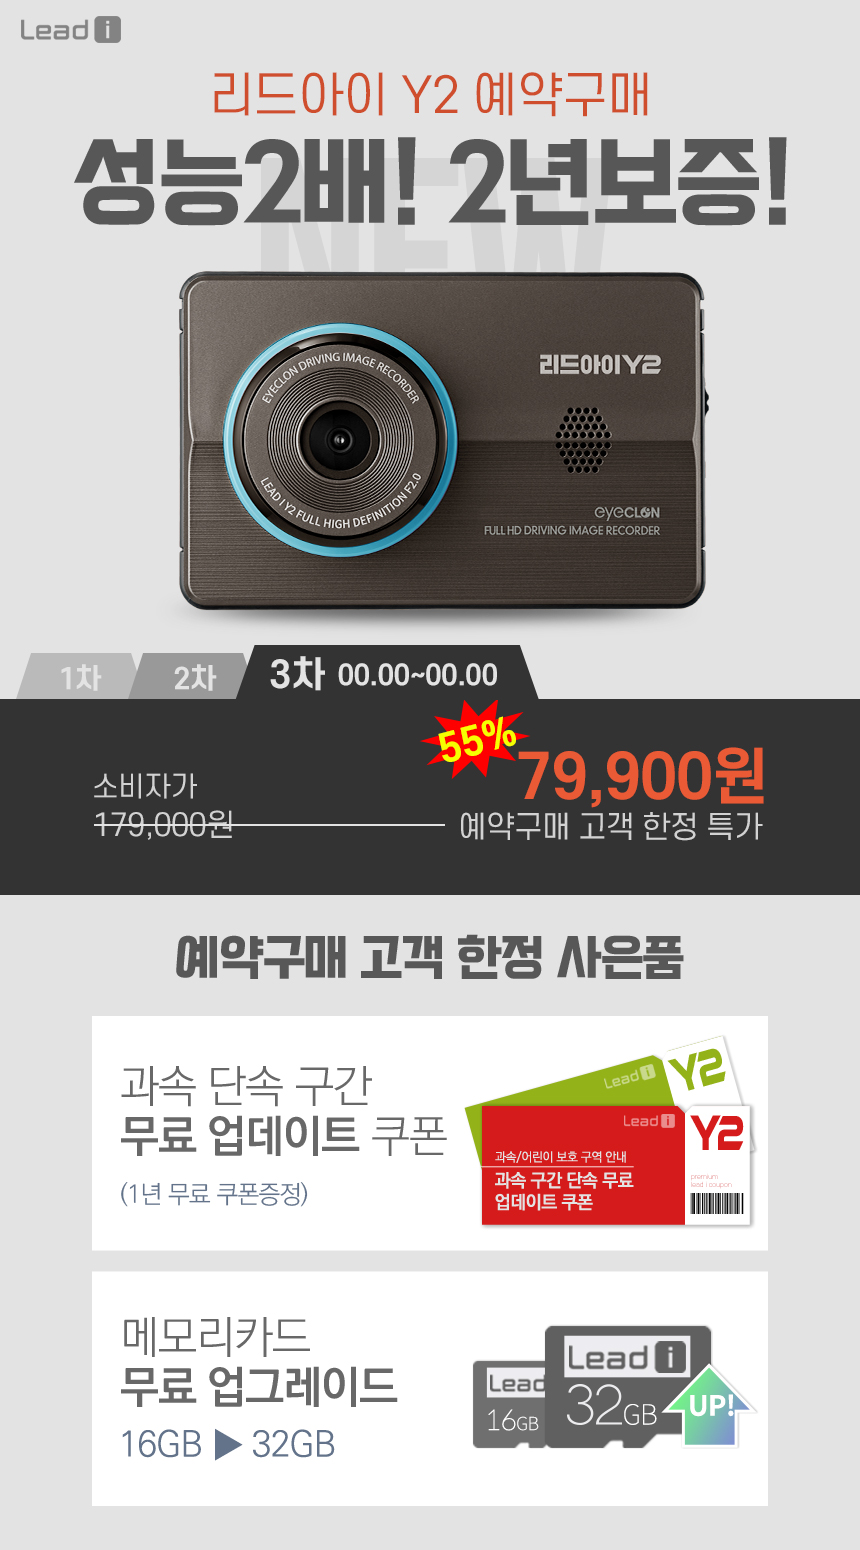 Lead i
리드아이 Y2 예약구매
NEW
성능2배! 2년보증!
EYECLON DRIVING IMAGE RECORDER
LEAD I Y2 FULL HIGH DEFINITION F2.0
리드아이Y2
eyeCLON
FULL HD DRIVING IMAGE RECORDER
1차
2차
3차 00.00~00.00
55%
79,900원
소비자가
179,000원
예약구매 고객 한정 특가
예약구매 고객 한정 사은품
과속 단속 구간
무료 업데이트 쿠폰
(1년 무료 쿠폰증정)
Lead i
Y2
Lead i
Y2
과속/어린이 보호 구역 안내
과속 구간 단속 무료
업데이트 쿠폰
premium
lead i coupon
메모리카드
무료 업그레이드
16GB ▶ 32GB
Lead
16GB
Lead i
32GB
UP!